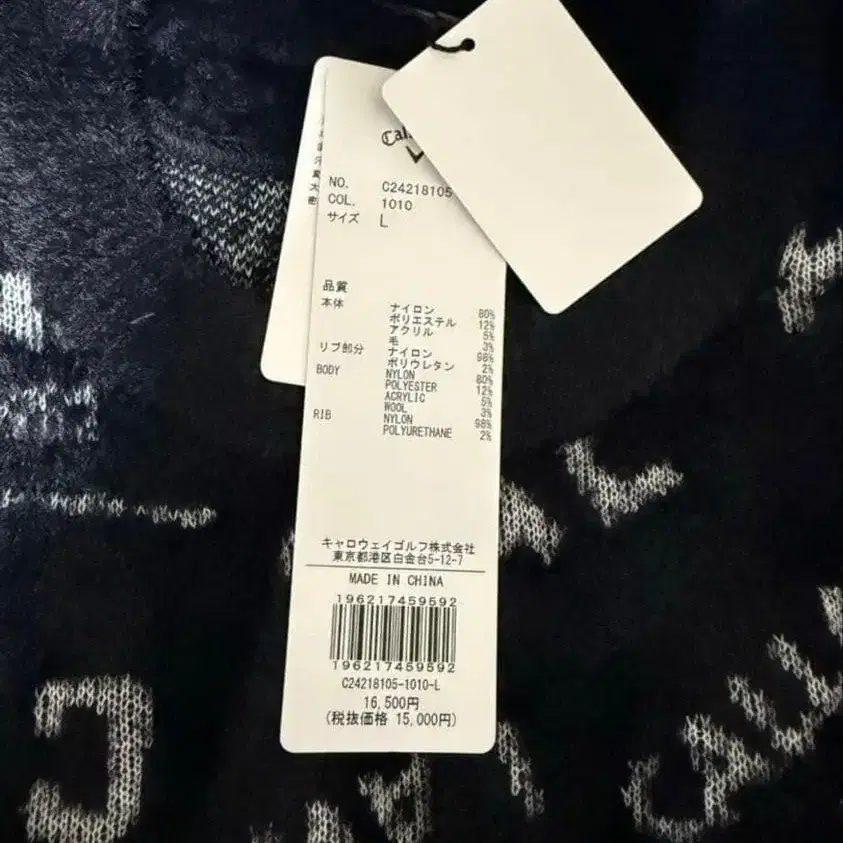 NO. C24218105
COL. 1010
サイズ L
品質
本体 ナイロン 80%
ポリエステル 12%
アクリル 5%
毛 3%
リブ部分 ナイロン 98%
ポリウレタン 2%
BODY NYLON 80%
POLYESTER 12%
ACRYLIC 5%
WOOL 3%
RIB NYLON 98%
POLYURETHANE 2%
キャロウェイゴルフ株式会社
東京都港区白金台5-12-7
MADE IN CHINA
196217459592
196217459592
C24218105-1010-L
16,500円
(税抜価格 15,000円)